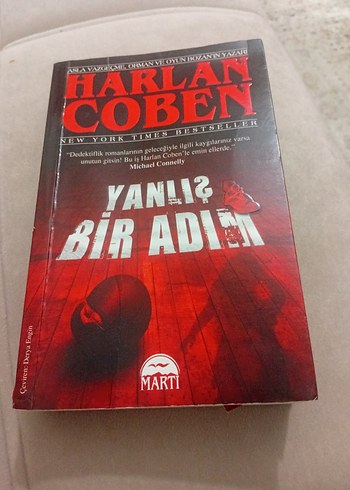 ASLA VAZGEÇME, ORMAN VE OYUN BOZAN'IN YAZARI
HARLAN
COBEN
NEW YORK TIMES BESTSELLER
"Dedektiflik romanlarının geleceğiyle ilgili kaygılarınız varsa
unutun gitsin! Bu iş Harlan Coben'le emin ellerde."
Michael Connelly
YANLIŞ
BİR ADIM
Çeviren: Derya Engin
MARTI